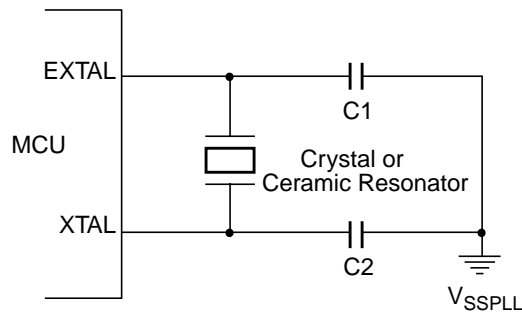 EXTAL
C1
MCU
Crystal or
Ceramic Resonator
XTAL
C2
VSSPLL